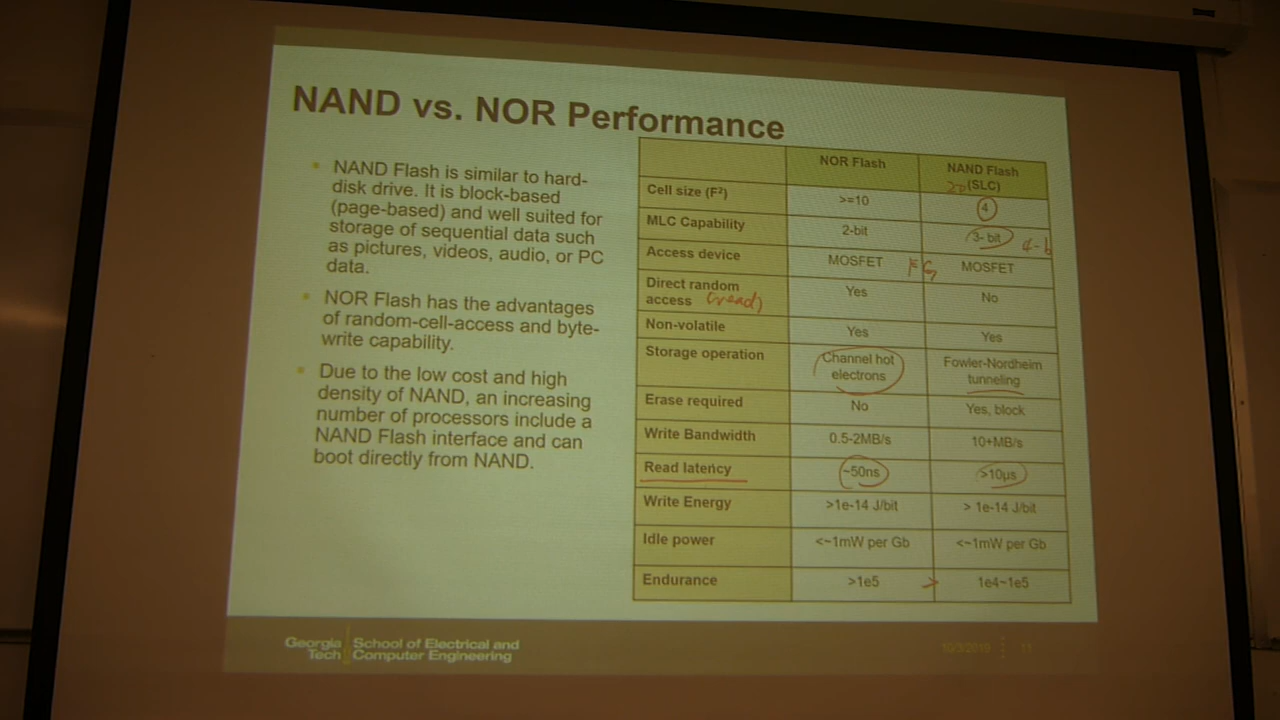 NAND vs. NOR Performance
NAND Flash is similar to hard-
disk drive. It is block-based
(page-based) and well suited for
storage of sequential data such
as pictures, videos, audio, or PC
data.
NOR Flash has the advantages
of random-cell-access and byte-
write capability.
Due to the low cost and high
density of NAND, an increasing
number of processors include a
NAND Flash interface and can
boot directly from NAND.
NOR Flash
NAND Flash
2D (SLC)
Cell size (F²) >=10 4
MLC Capability 2-bit 3- bit 4-b
Access device MOSFET FG MOSFET
Direct random
access (read) Yes No
Non-volatile Yes Yes
Storage operation Channel hot
electrons
Fowler-Nordheim
tunneling
Erase required No Yes, block
Write Bandwidth 0.5-2MB/s 10+MB/s
Read latency ~50ns >10µs
Write Energy >1e-14 J/bit > 1e-14 J/bit
Idle power <~1mW per Gb <~1mW per Gb
Endurance >1e5 > 1e4~1e5
Georgia
Tech
School of Electrical and
Computer Engineering
11